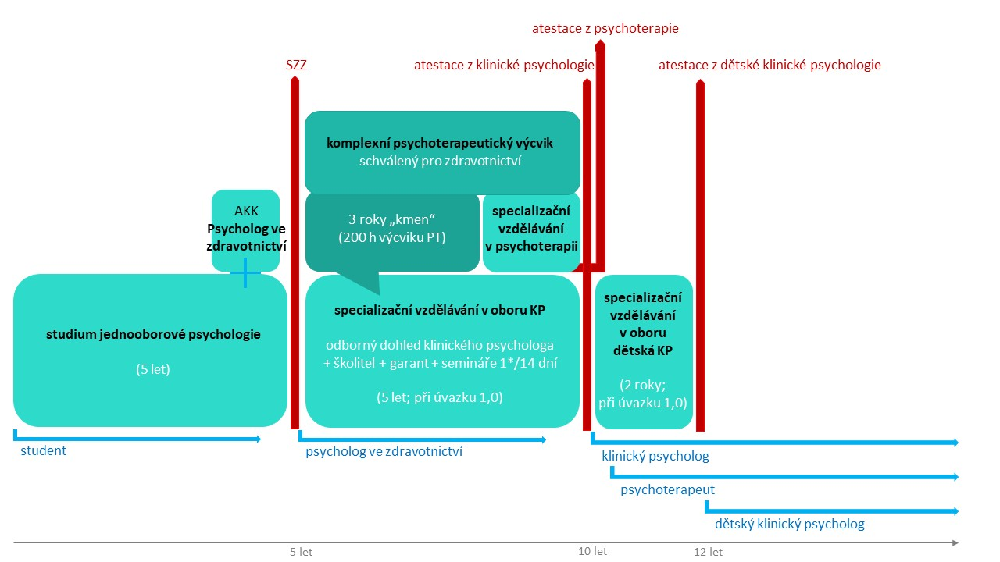 atestace z psychoterapie
SZZ
atestace z klinické psychologie
atestace z dětské klinické psychologie
komplexní psychoterapeutický výcvik
schválený pro zdravotnictví
AKK
Psycholog ve
zdravotnictví
3 roky „kmen“
(200 h výcviku PT)
specializační
vzdělávání
v psychoterapii
studium jednooborové psychologie
(5 let)
specializační vzdělávání v oboru KP
odborný dohled klinického psychologa
+ školitel + garant + semináře 1*/14 dní
(5 let; při úvazku 1,0)
specializační
vzdělávání
v oboru
dětská KP
(2 roky;
při úvazku 1,0)
student
psycholog ve zdravotnictví
klinický psycholog
psychoterapeut
dětský klinický psycholog
5 let
10 let
12 let